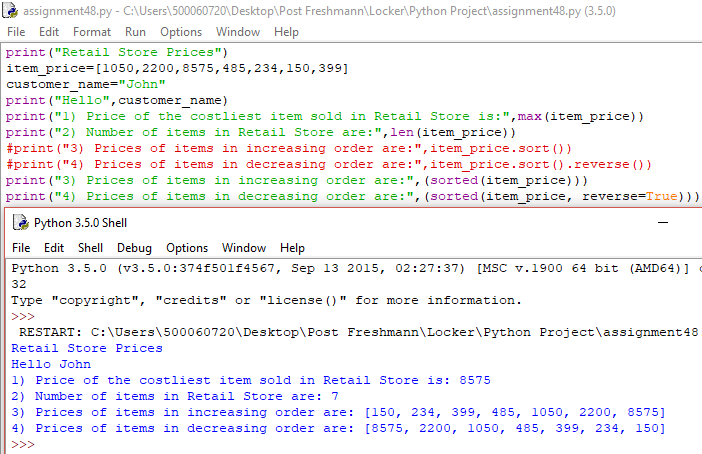 assignment48.py - C:\Users\500060720\Desktop\Post Freshmann\Locker\Python Project\assignment48.py (3.5.0)
File Edit Format Run Options Window Help
print("Retail Store Prices")
item_price=[1050,2200,8575,485,234,150,399]
customer_name="John"
print("Hello",customer_name)
print("1) Price of the costliest item sold in Retail Store is:",max(item_price))
print("2) Number of items in Retail Store are:",len(item_price))
#print("3) Prices of items in increasing order are:",item_price.sort())
#print("4) Prices of items in decreasing order are:",item_price.sort().reverse())
print("3) Prices of items in increasing order are:",(sorted(item_price)))
print("4) Prices of items in decreasing order are:",(sorted(item_price, reverse=True)))
Python 3.5.0 Shell
File Edit Shell Debug Options Window Help
Python 3.5.0 (v3.5.0:374f501f4567, Sep 13 2015, 02:27:37) [MSC v.1900 64 bit (AMD64)]
32
Type "copyright", "credits" or "license()" for more information.
>>>
RESTART: C:\Users\500060720\Desktop\Post Freshmann\Locker\Python Project\assignment48
Retail Store Prices
Hello John
1) Price of the costliest item sold in Retail Store is: 8575
2) Number of items in Retail Store are: 7
3) Prices of items in increasing order are: [150, 234, 399, 485, 1050, 2200, 8575]
4) Prices of items in decreasing order are: [8575, 2200, 1050, 485, 399, 234, 150]
>>>